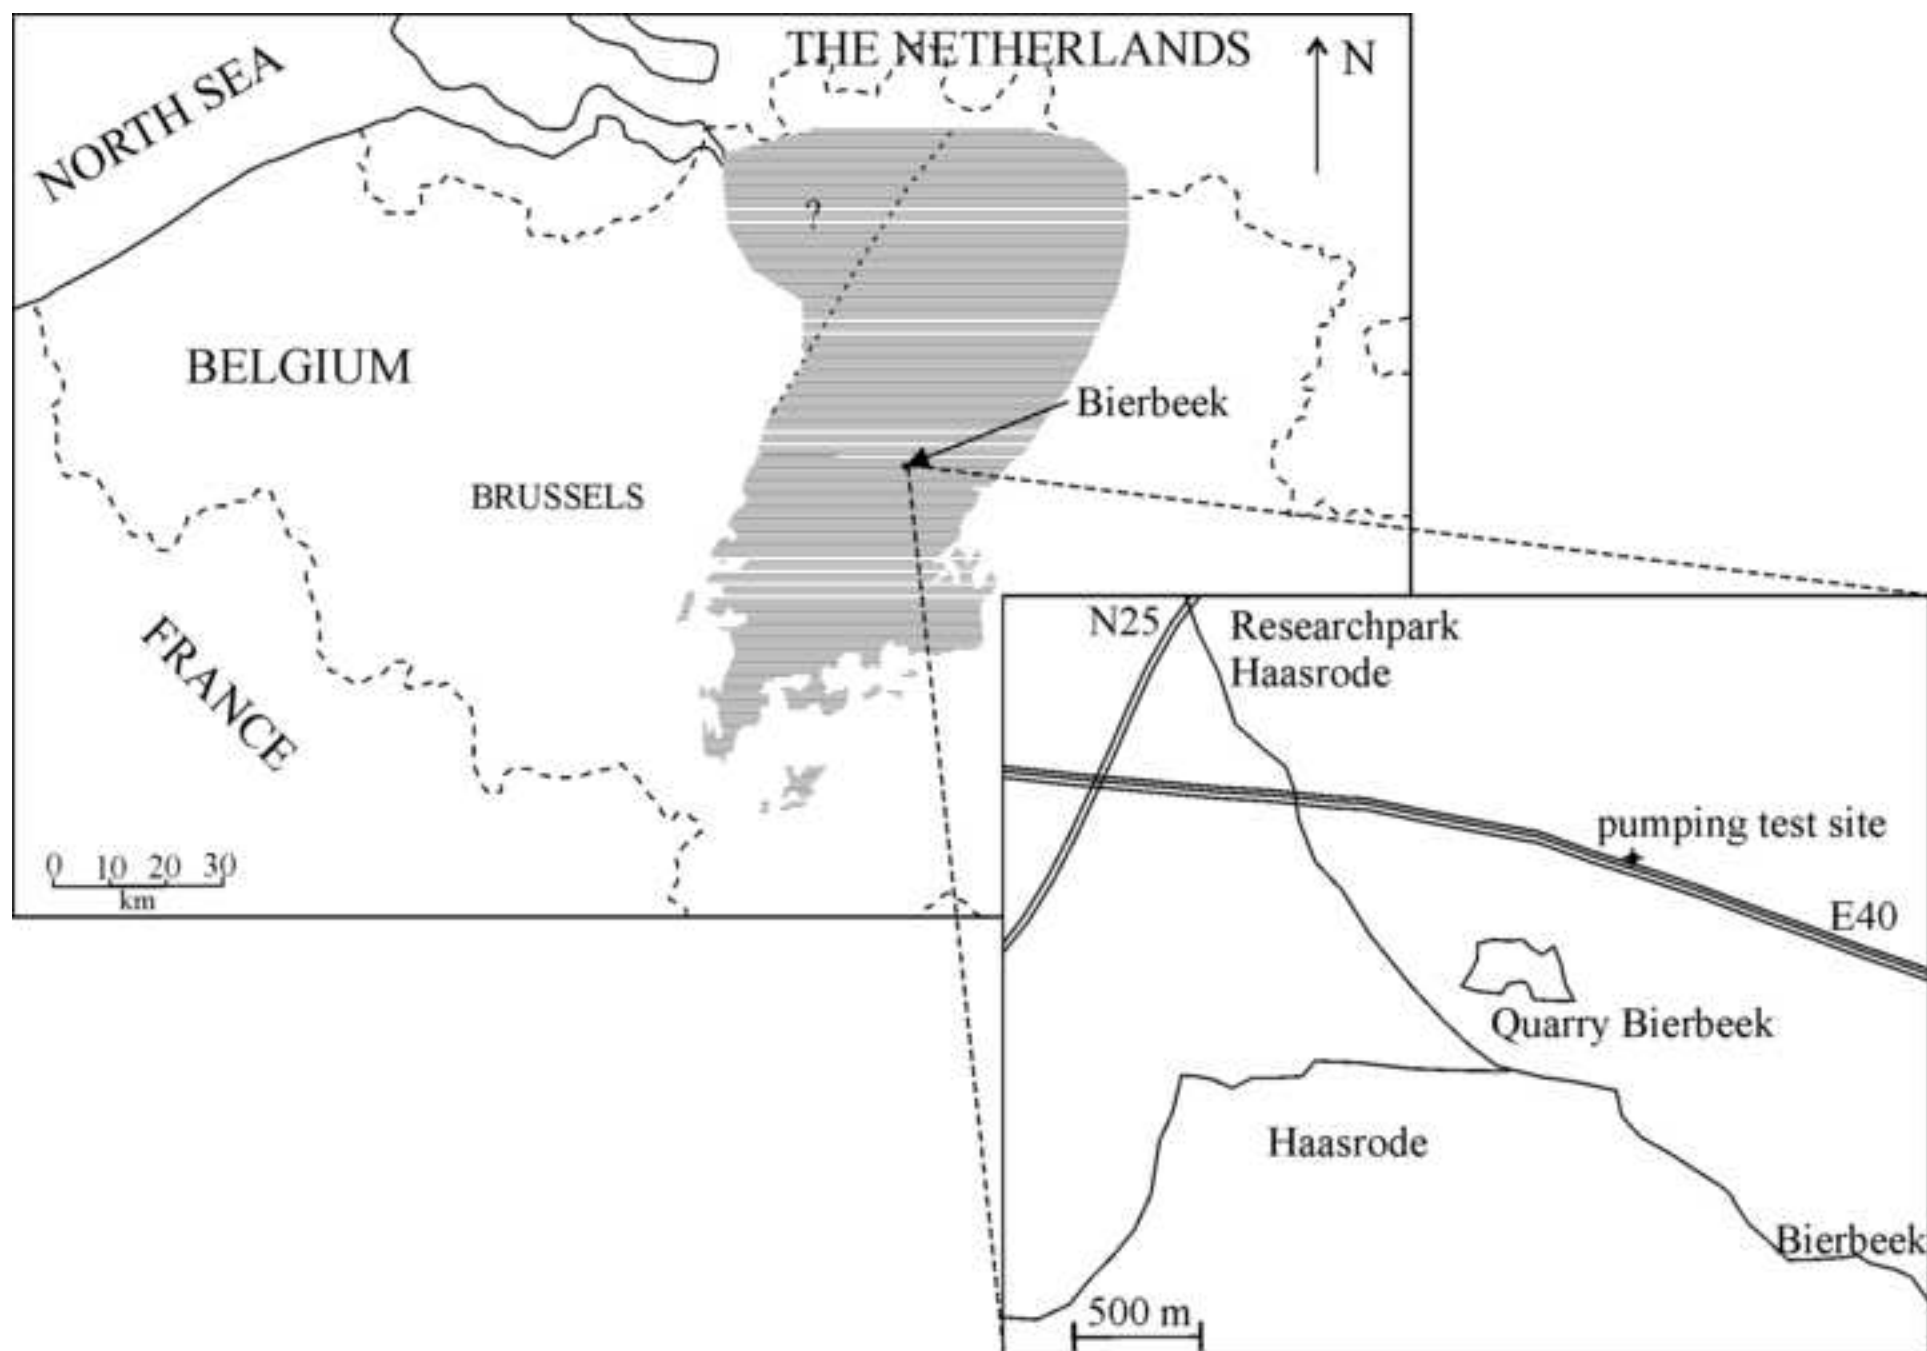 THE NETHERLANDS
N
NORTH SEA
?
BELGIUM
Bierbeek
BRUSSELS
FRANCE
0 10 20 30
km
N25
Researchpark
Haasrode
pumping test site
E40
Quarry Bierbeek
Haasrode
Bierbeek
500 m